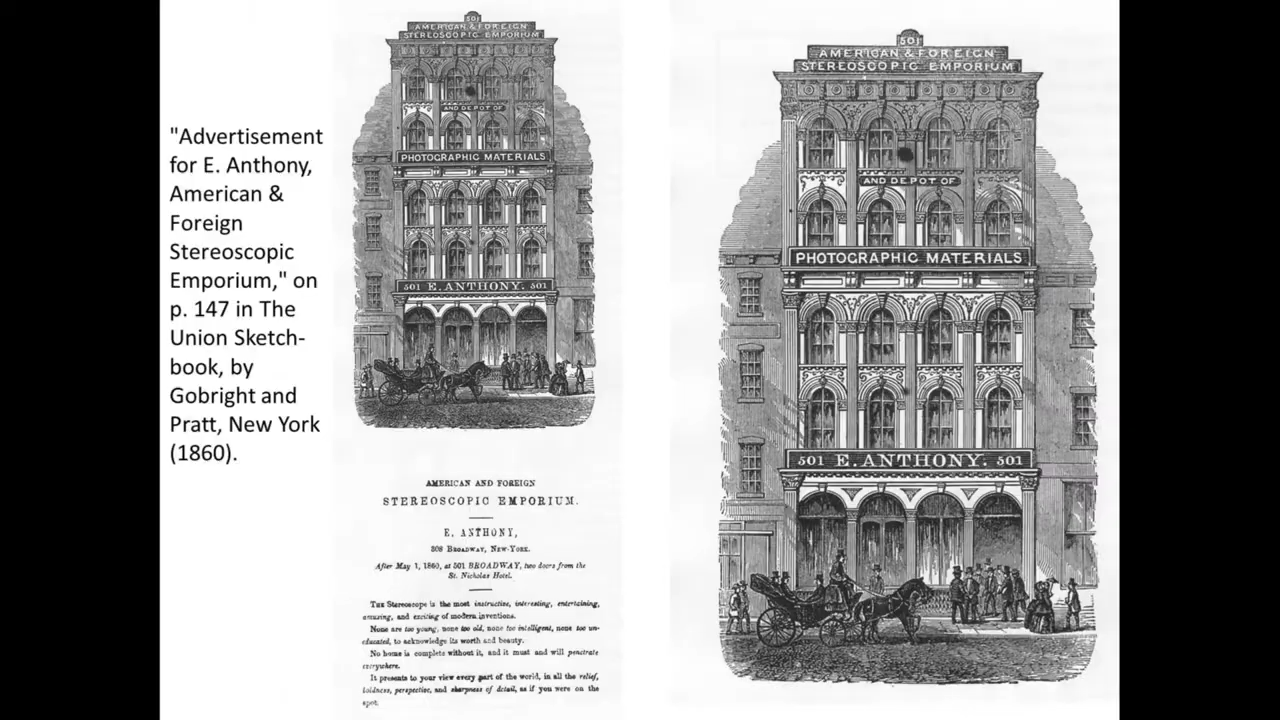 "Advertisement
for E. Anthony,
American &
Foreign
Stereoscopic
Emporium," on
p. 147 in The
Union Sketch-
book, by
Gobright and
Pratt, New York
(1860).
501
AMERICAN & FOREIGN
STEREOSCOPIC EMPORIUM
AND DEPOT OF
PHOTOGRAPHIC MATERIALS
501 E. ANTHONY. 501
AMERICAN AND FOREIGN
STEREOSCOPIC EMPORIUM.
E. ANTHONY,
308 Broadway, New-York.
After May 1, 1860, at 501 BROADWAY, two doors from the
St. Nicholas Hotel.
The Stereoscope is the most instructive, interesting, entertaining,
amusing, and exciting of modern inventions.
None are too young, none too old, none too intelligent, none too un-
educated, to acknowledge its worth and beauty.
No home is complete without it, and it must and will penetrate
everywhere.
It presents to your view every part of the world, in all the relief,
boldness, perspective, and sharpness of detail, as if you were on the
spot.
501
AMERICAN & FOREIGN
STEREOSCOPIC EMPORIUM
AND DEPOT OF
PHOTOGRAPHIC MATERIALS
501 E. ANTHONY. 501